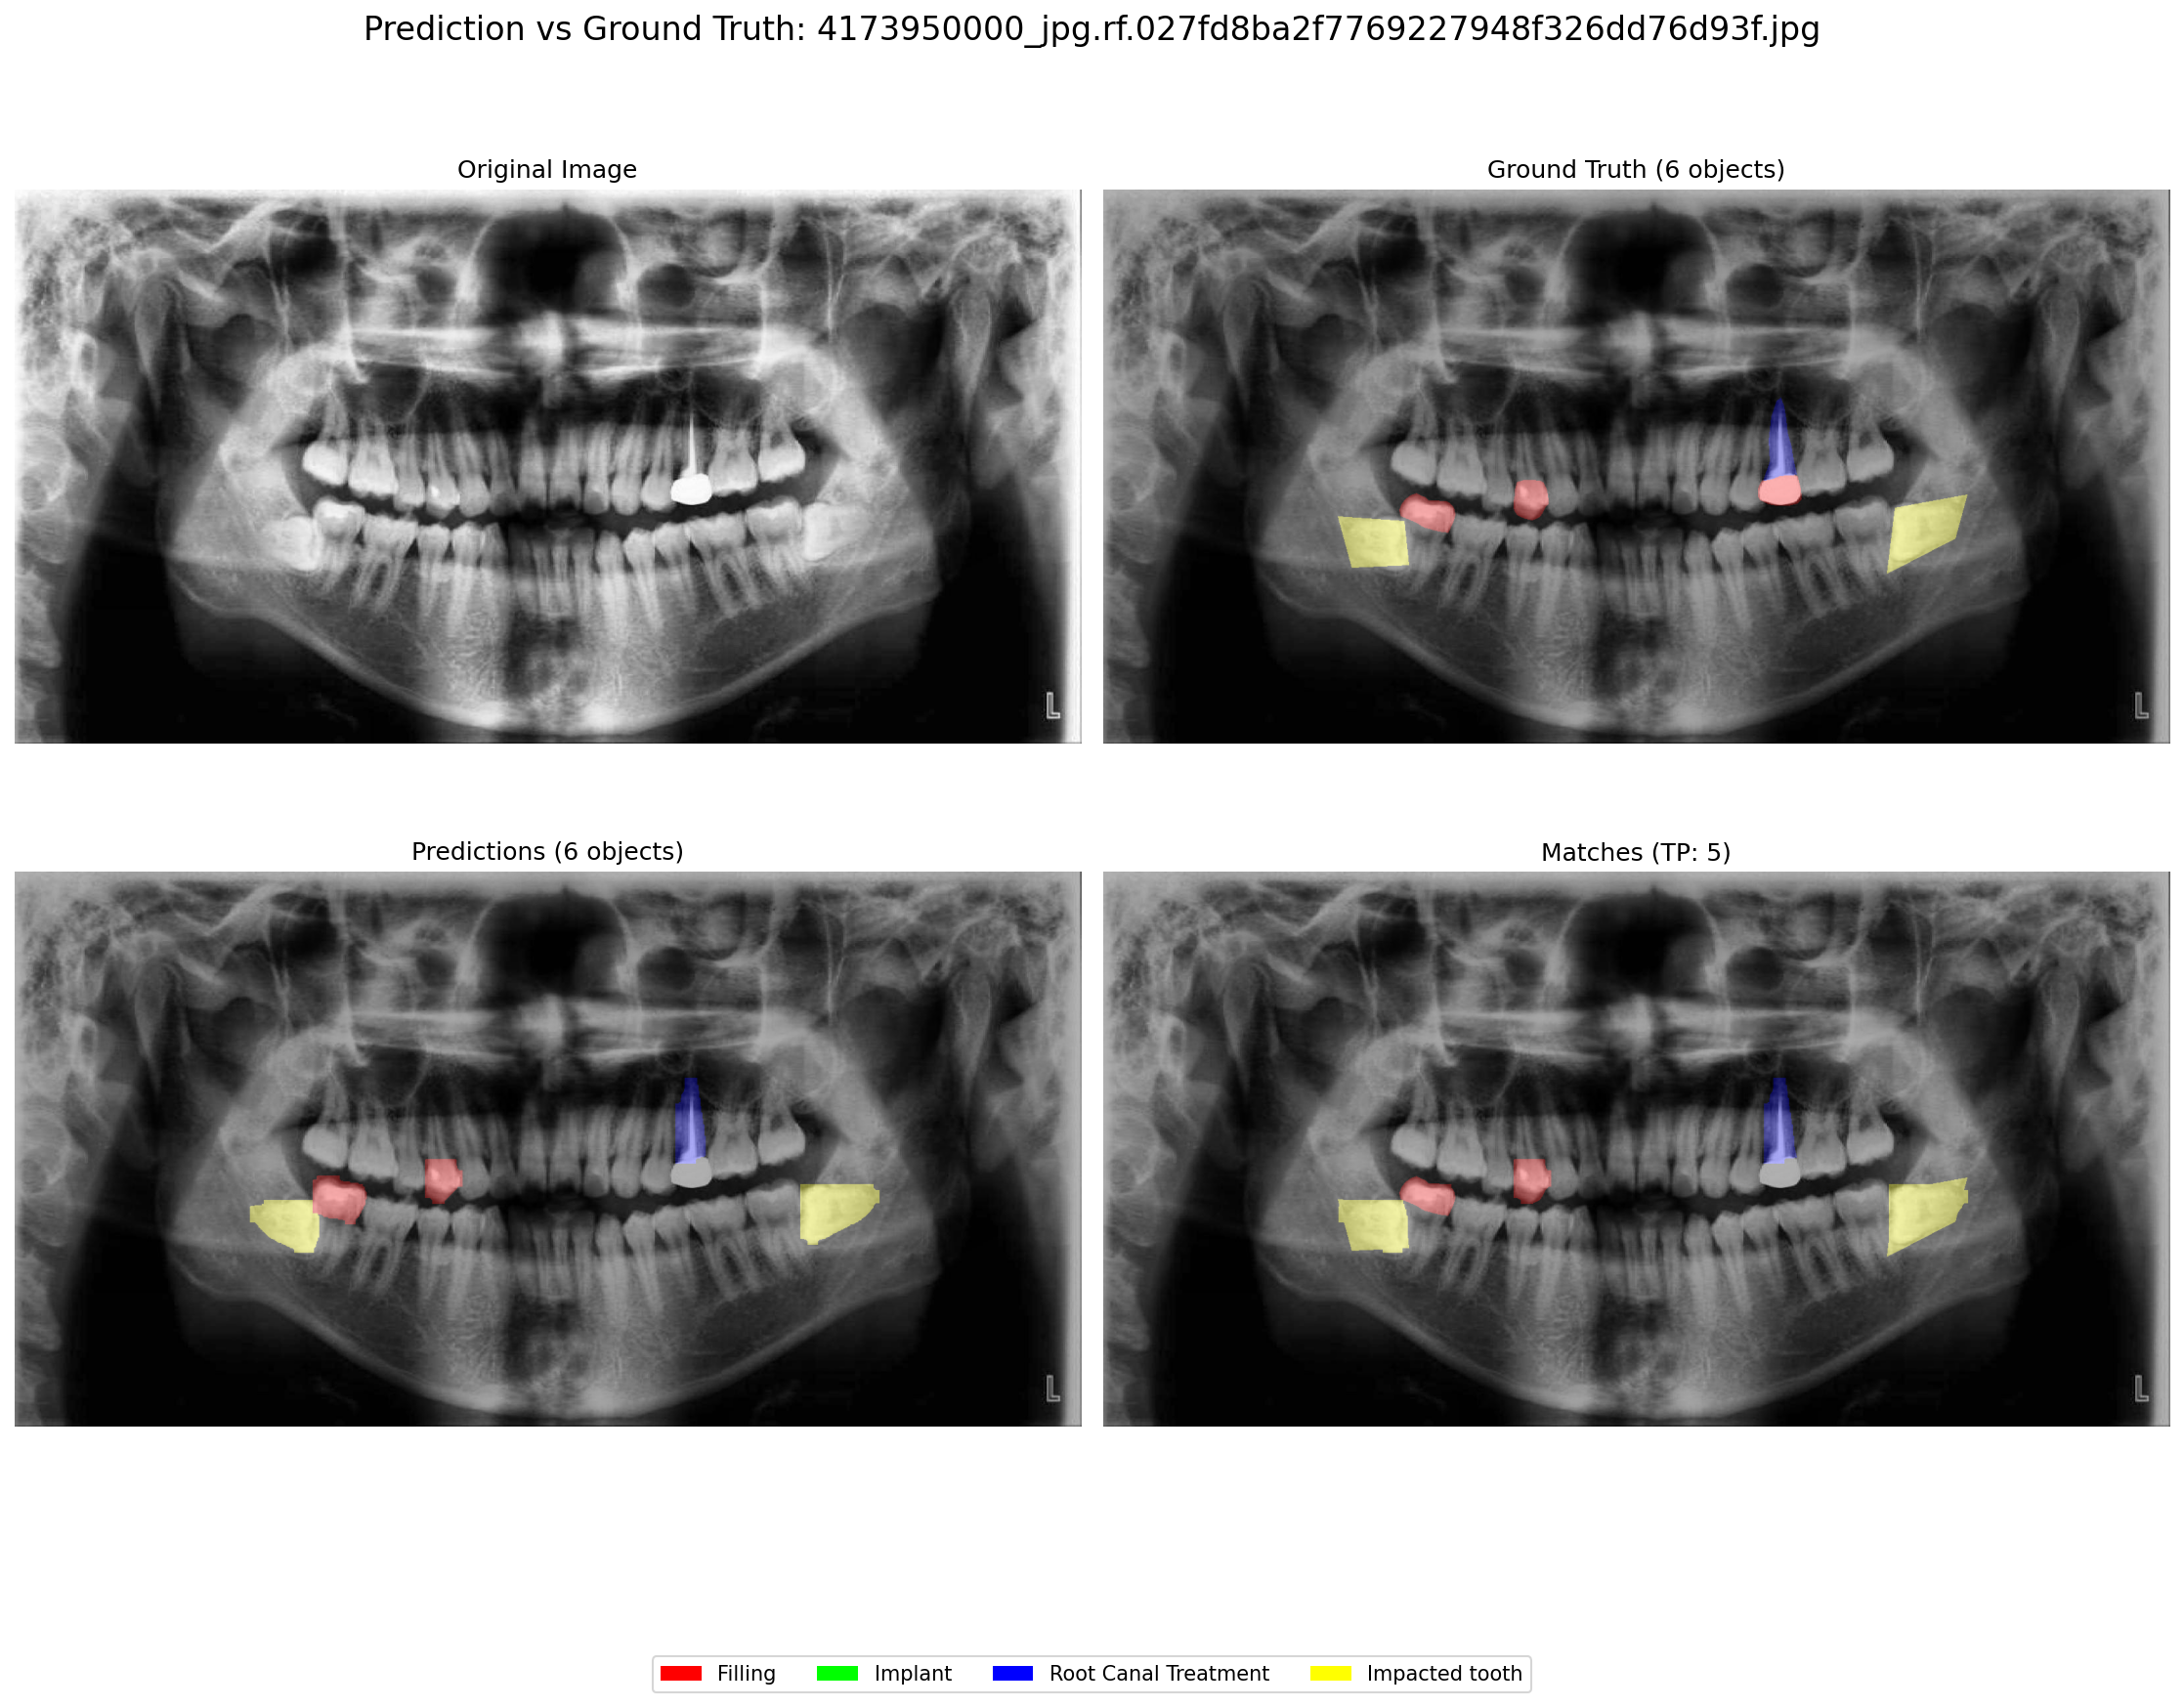 Prediction vs Ground Truth: 4173950000_jpg.rf.027fd8ba2f7769227948f326dd76d93f.jpg
Original Image
Ground Truth (6 objects)
L
L
Predictions (6 objects)
Matches (TP: 5)
L
L
Filling
Implant
Root Canal Treatment
Impacted tooth